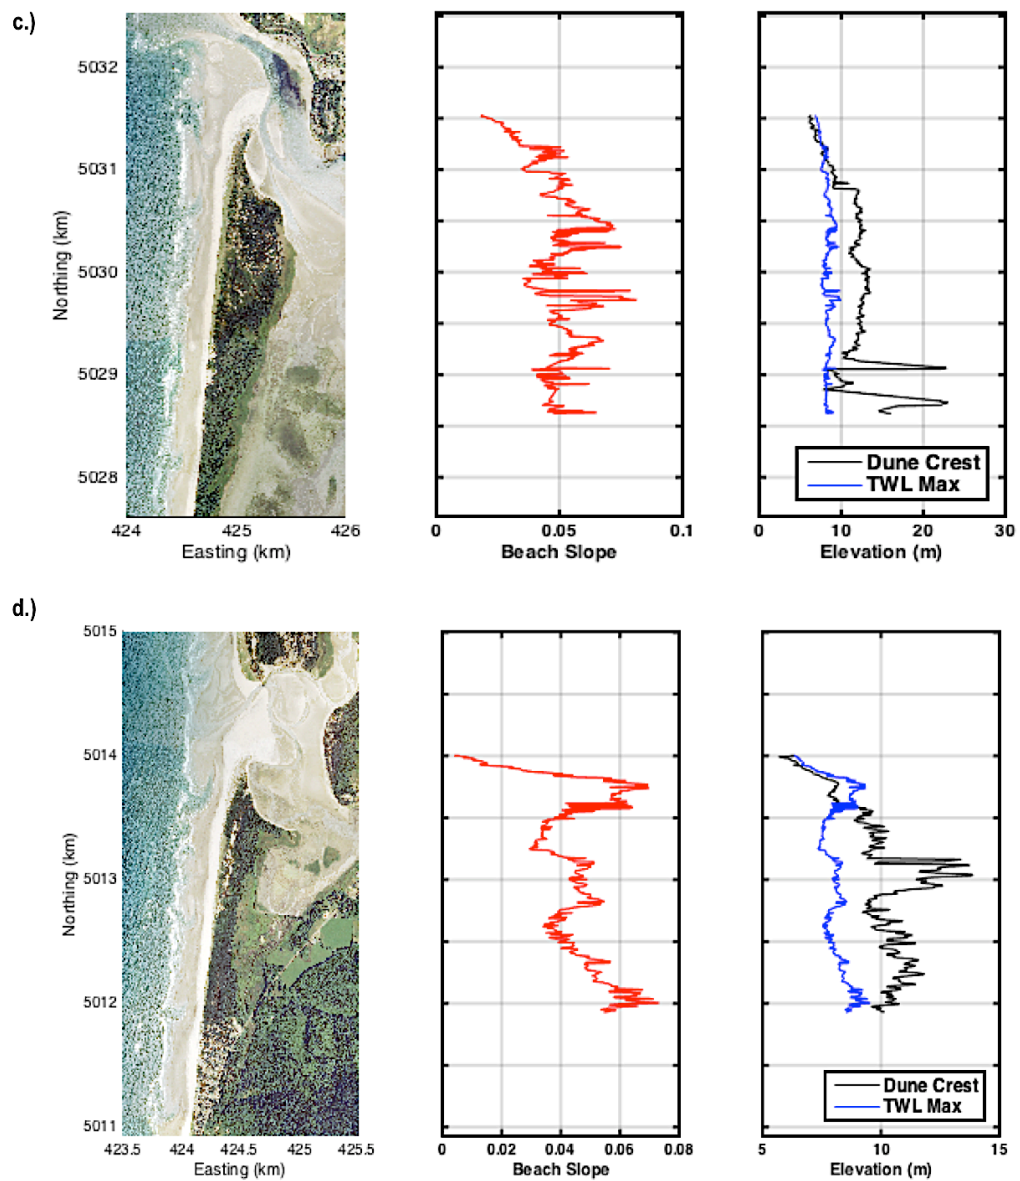 c.)
5032
5031
5030
5029
5028
Northing (km)
424 425 426
Easting (km)
0 0.05 0.1
Beach Slope
Dune Crest
TWL Max
0 10 20 30
Elevation (m)
d.)
5015
5014
5013
5012
5011
Northing (km)
423.5 424 424.5 425 425.5
Easting (km)
0 0.02 0.04 0.06 0.08
Beach Slope
Dune Crest
TWL Max
5 10 15
Elevation (m)